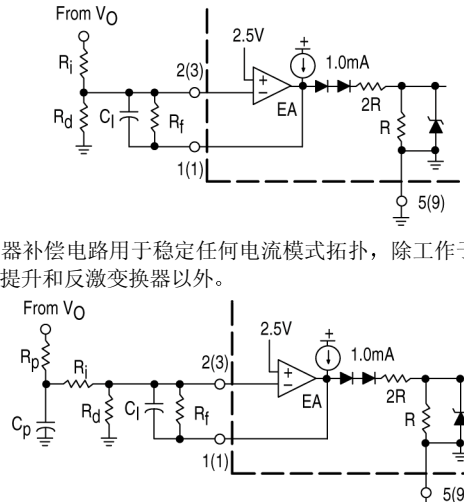 From VO
2.5V
+
1.0mA
Ri
2(3)
+
−
EA
2R
Rd
CI
Rf
R
1(1)
5(9)
器补偿电路用于稳定任何电流模式拓扑，除工作于
提升和反激变换器以外。
From VO
2.5V
+
1.0mA
Rp
Ri
2(3)
+
−
EA
2R
Rd
CI
Rf
R
Cp
1(1)
5(9